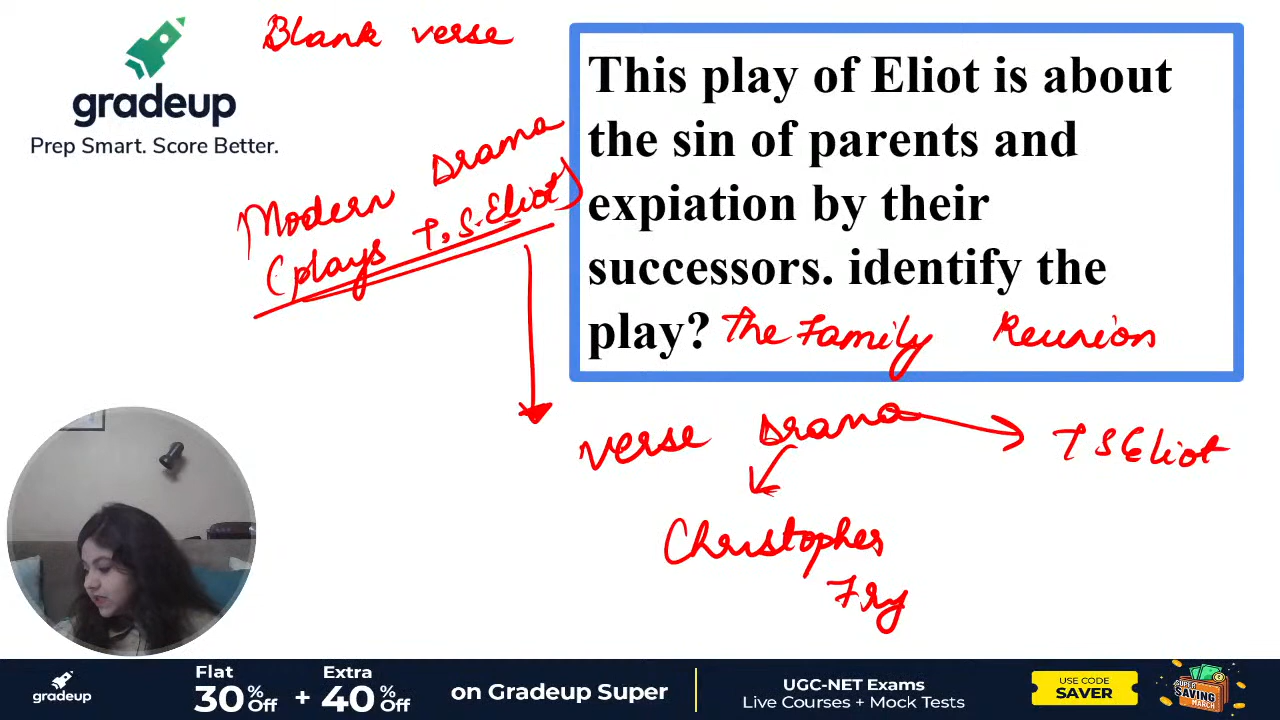 Blank verse
gradeup
Prep Smart. Score Better.
Modern Drama
(plays T.S.Eliot)
This play of Eliot is about
the sin of parents and
expiation by their
successors. identify the
play? The Family Reunion
Verse Drama
T S Eliot
Christopher
Fry
gradeup
Flat
30%Off
+
Extra
40%Off
on Gradeup Super
UGC-NET Exams
Live Courses + Mock Tests
USE CODE
SAVER
SUPER
SAVING
MARCH